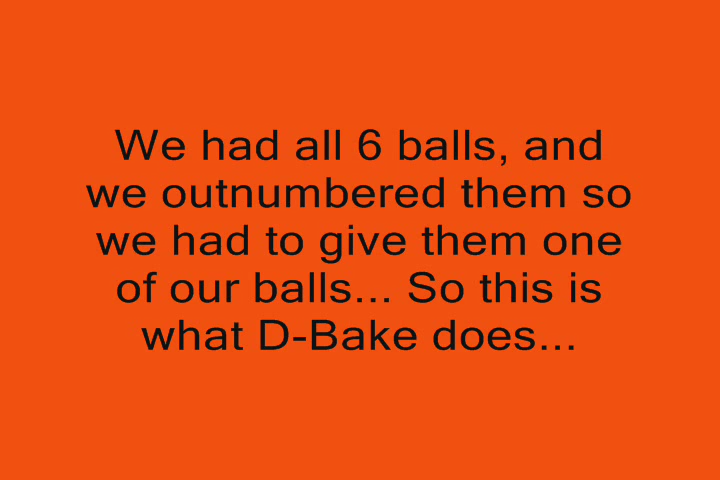 We had all 6 balls, and
we outnumbered them so
we had to give them one
of our balls... So this is
what D-Bake does...